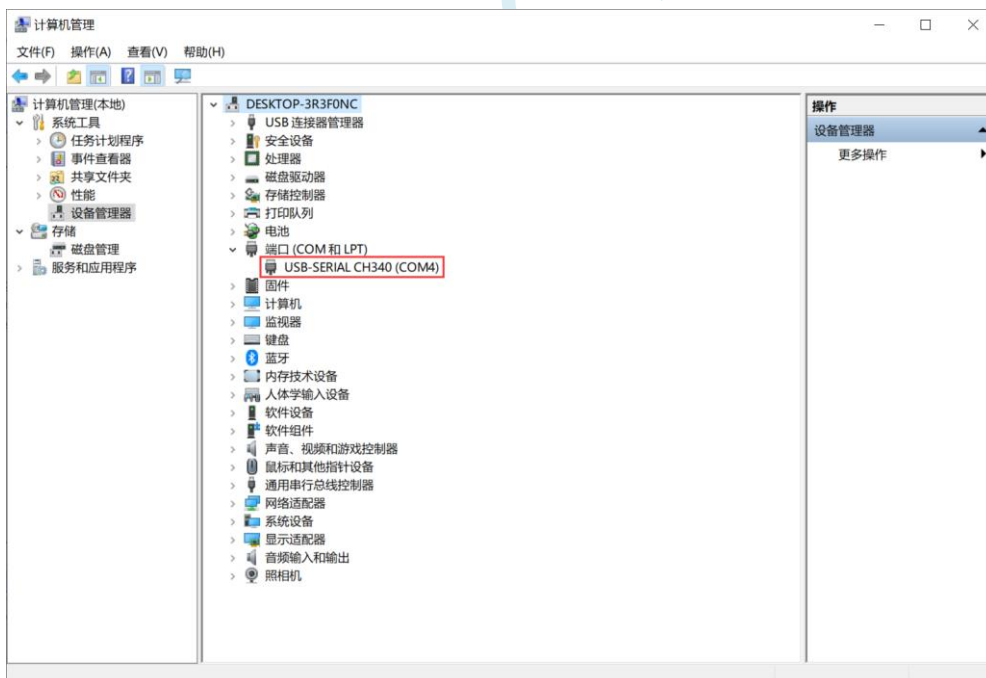 计算机管理
文件(F) 操作(A) 查看(V) 帮助(H)
计算机管理(本地)
系统工具
任务计划程序
事件查看器
共享文件夹
性能
设备管理器
存储
磁盘管理
服务和应用程序
DESKTOP-3R3F0NC
USB 连接器管理器
安全设备
处理器
磁盘驱动器
存储控制器
打印队列
电池
端口 (COM 和 LPT)
USB-SERIAL CH340 (COM4)
固件
计算机
监视器
键盘
蓝牙
内存技术设备
人体学输入设备
软件设备
软件组件
声音、视频和游戏控制器
鼠标和其他指针设备
通用串行总线控制器
网络适配器
系统设备
显示适配器
音频输入和输出
照相机
操作
设备管理器
更多操作